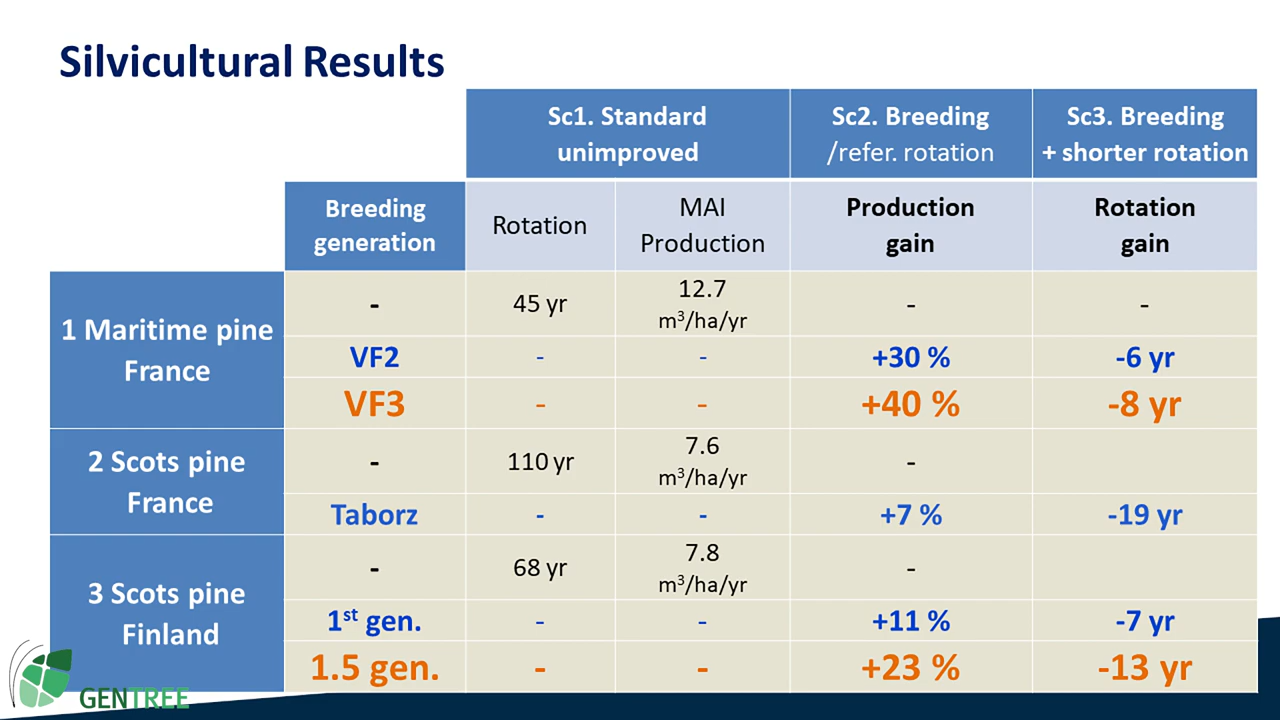 Silvicultural Results
Sc1. Standard
unimproved
Sc2. Breeding
/refer. rotation
Sc3. Breeding
+ shorter rotation
Breeding
generation
Rotation
MAI
Production
Production
gain
Rotation
gain
1 Maritime pine
France
-
45 yr
12.7
m³/ha/yr
-
-
VF2
-
-
+30 %
-6 yr
VF3
-
-
+40 %
-8 yr
2 Scots pine
France
-
110 yr
7.6
m³/ha/yr
-
Taborz
-
-
+7 %
-19 yr
3 Scots pine
Finland
-
68 yr
7.8
m³/ha/yr
-
1st gen.
-
-
+11 %
-7 yr
1.5 gen.
-
-
+23 %
-13 yr
GENTREE